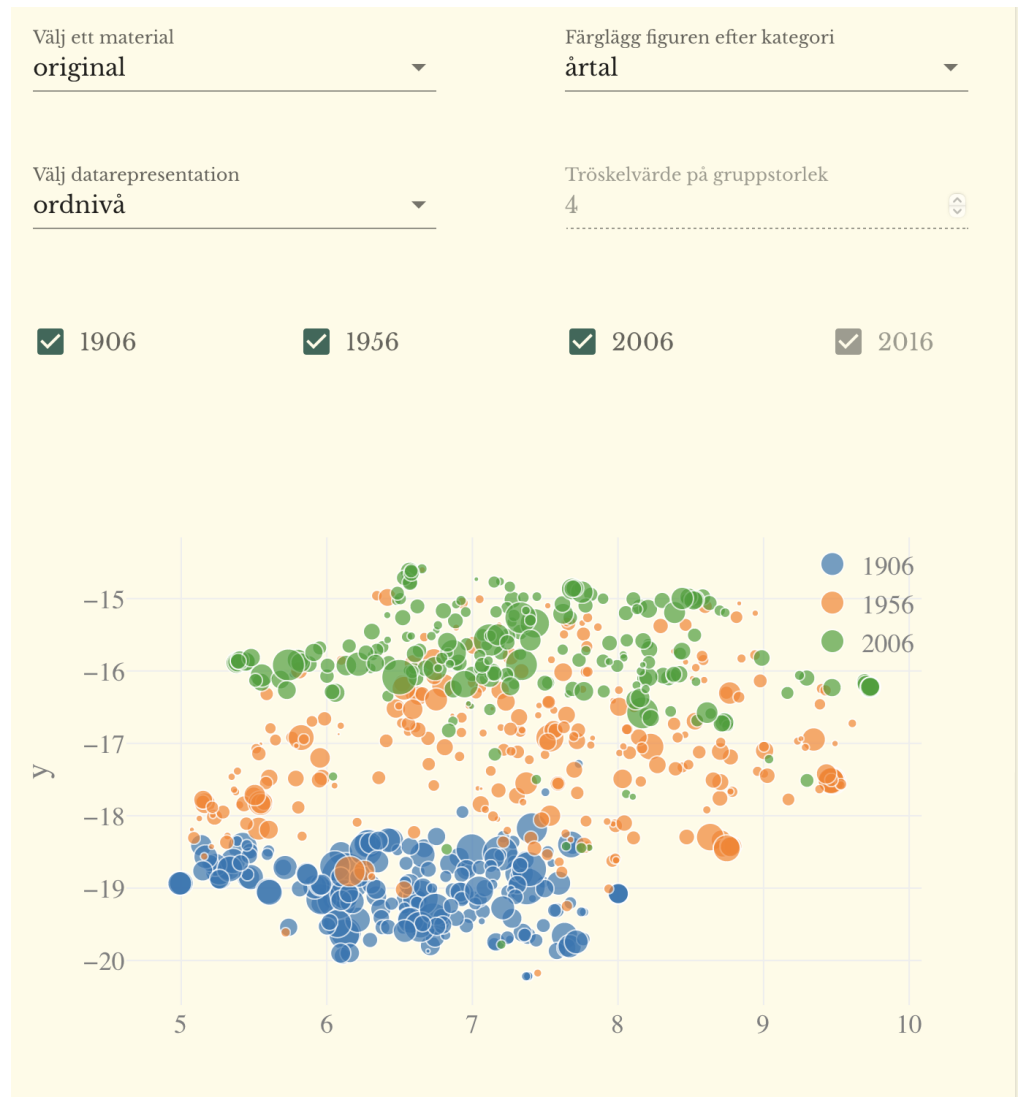 Välj ett material
original
Färglägg figuren efter kategori
årtal
Välj datarepresentation
ordnivå
Tröskelvärde på gruppstorlek
4
1906
1956
2006
2016
1906
1956
2006
−15
−16
−17
−18
−19
−20
y
5 6 7 8 9 10